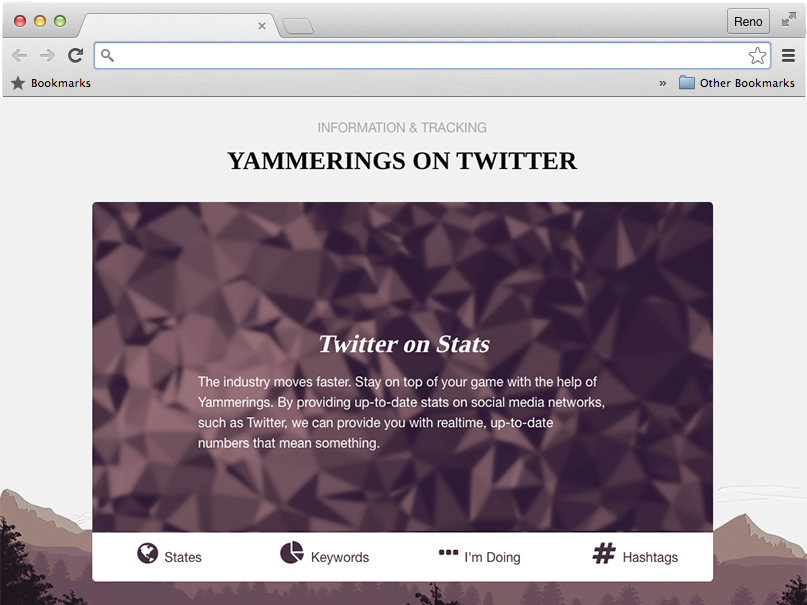 Reno
Bookmarks
» Other Bookmarks
INFORMATION & TRACKING
YAMMERINGS ON TWITTER
Twitter on Stats
The industry moves faster. Stay on top of your game with the help of
Yammerings. By providing up-to-date stats on social media networks,
such as Twitter, we can provide you with realtime, up-to-date
numbers that mean something.
States Keywords I'm Doing Hashtags